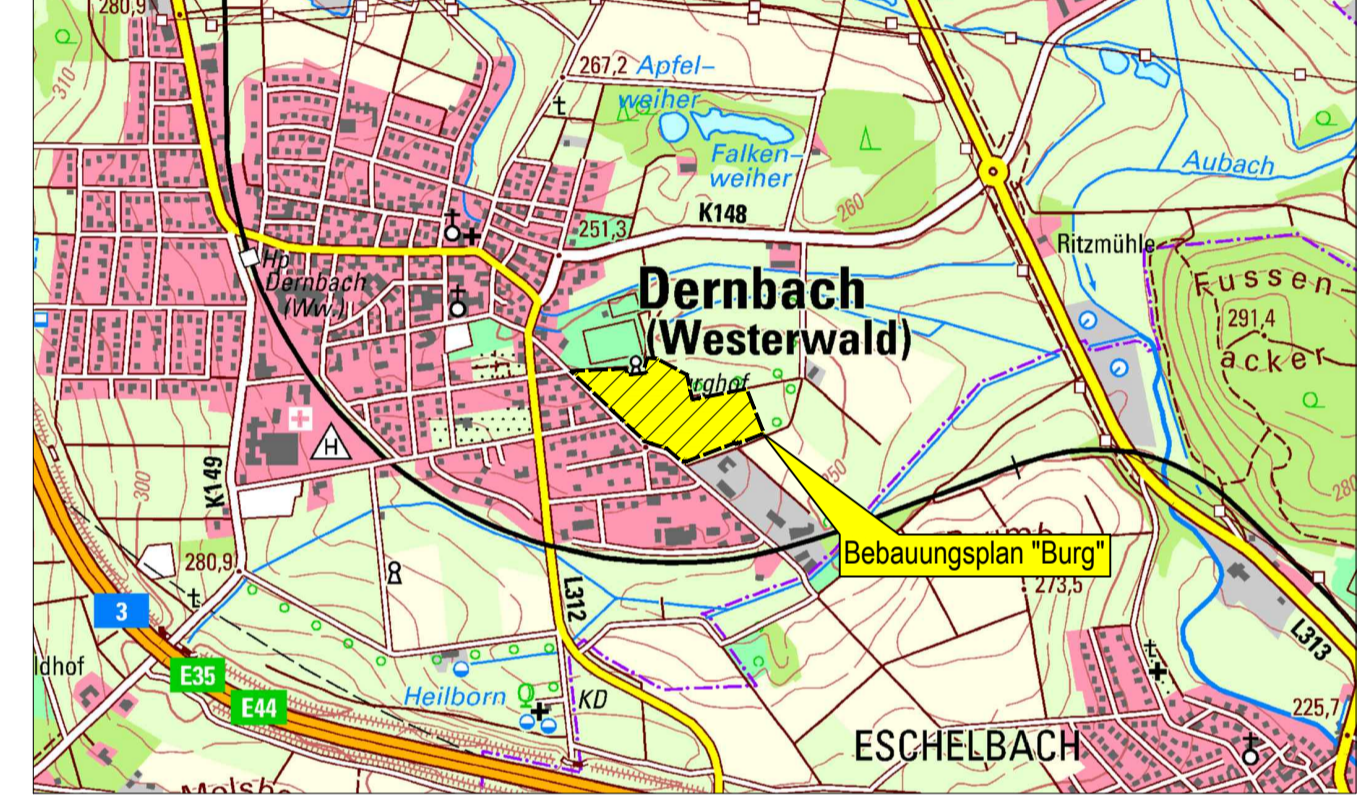 280,9
310
267,2 Apfel-
weiher
Falken-
weiher
Aubach
K148
260
251,3
Ritzmühle
Hp
Dernbach
(Ww.)
Dernbach
(Westerwald)
Fussen-
291,4
acker
rghof
H
K149
300
250
280
Bebauungsplan "Burg"
273,5
280,9
3
L312
L313
ldhof
E35
E44
Heilborn
KD
225,7
ESCHELBACH